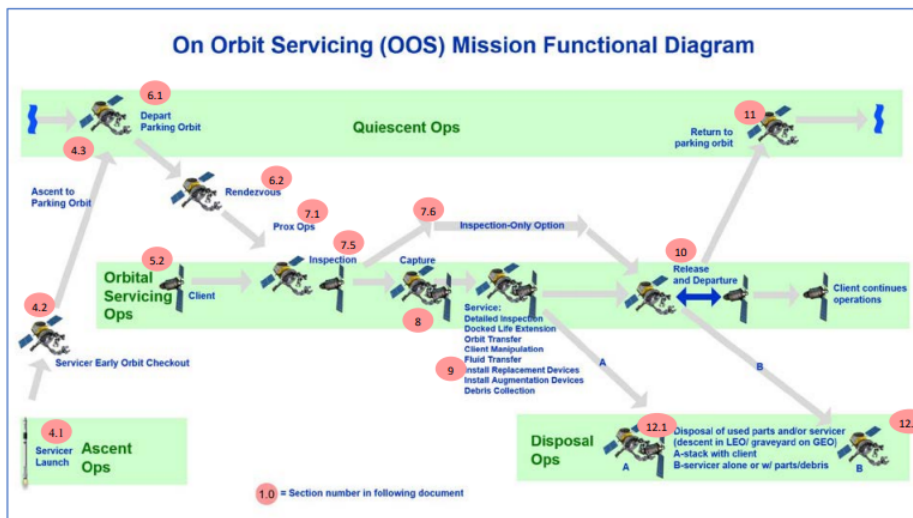 On Orbit Servicing (OOS) Mission Functional Diagram
6.1
Depart
Parking Orbit
Quiescent Ops
11
Return to
parking orbit
4.3
Ascent to
Parking Orbit
6.2
Rendezvous
7.1
Prox Ops
7.6
Inspection-Only Option
7.5
Inspection
Capture
10
Release
and Departure
5.2
Orbital
Servicing
Ops
Client
8
Client continues
operations
4.2
Servicer Early Orbit Checkout
Service:
Detailed Inspection
Docked Life Extension
Orbit Transfer
Client Manipulation
Fluid Transfer
9
Install Replacement Devices
Install Augmentation Devices
Debris Collection
A
B
4.1
Servicer
Launch
Ascent
Ops
Disposal
Ops
12.1
A
Disposal of used parts and/or servicer
(descent in LEO/ graveyard on GEO)
A-stack with client
B-servicer alone or w/ parts/debris
12.
B
1.0 = Section number in following document